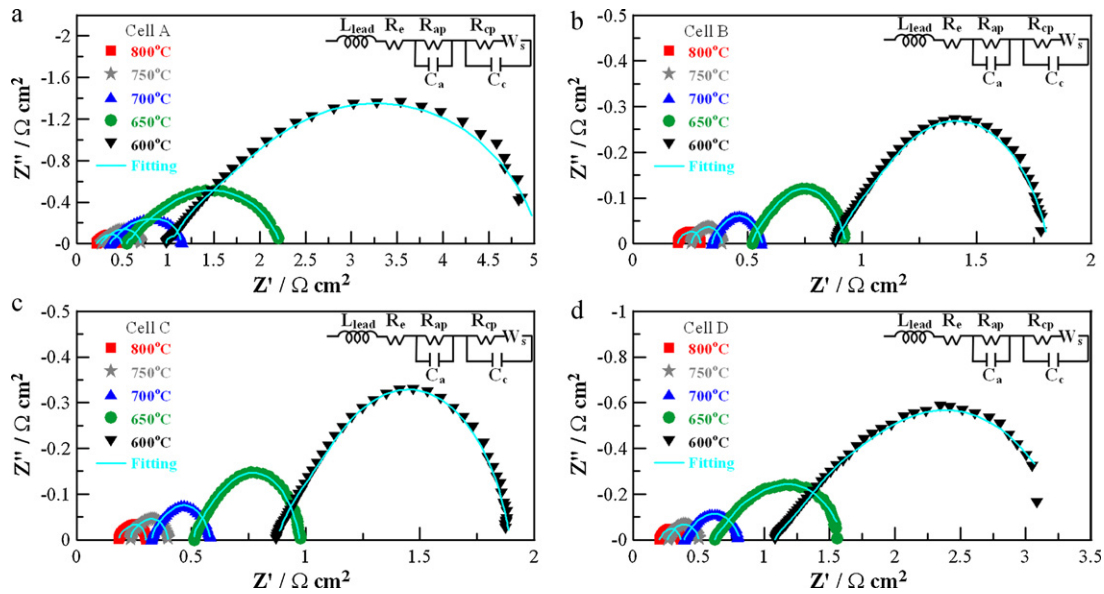 a
Cell A
800°C
750°C
700°C
650°C
600°C
Fitting
L_lead R_e R_ap R_cp W_s
C_a C_c
-2
-1.6
-1.2
-0.8
-0.4
-0
Z'' / Ω cm²
0 0.5 1 1.5 2 2.5 3 3.5 4 4.5 5
Z' / Ω cm²
b
Cell B
800°C
750°C
700°C
650°C
600°C
Fitting
L_lead R_e R_ap R_cp W_s
C_a C_c
-0.5
-0.4
-0.3
-0.2
-0.1
0
Z'' / Ω cm²
0 0.5 1 1.5 2
Z' / Ω cm²
c
Cell C
800°C
750°C
700°C
650°C
600°C
Fitting
L_lead R_e R_ap R_cp W_s
C_a C_c
-0.5
-0.4
-0.3
-0.2
-0.1
0
Z'' / Ω cm²
0 0.5 1 1.5 2
Z' / Ω cm²
d
Cell D
800°C
750°C
700°C
650°C
600°C
Fitting
L_lead R_e R_ap R_cp W_s
C_a C_c
-1
-0.8
-0.6
-0.4
-0.2
-0
Z'' / Ω cm²
0 0.5 1 1.5 2 2.5 3 3.5
Z' / Ω cm²